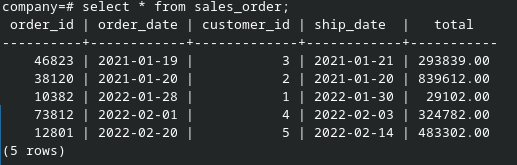 company=# select * from sales_order;
 order_id | order_date | customer_id | ship_date  |   total
----------+------------+-------------+------------+-----------
    46823 | 2021-01-19 |           3 | 2021-01-21 | 293839.00
    38120 | 2021-01-20 |           2 | 2021-01-20 | 839612.00
    10382 | 2022-01-28 |           1 | 2022-01-30 |  29102.00
    73812 | 2022-02-01 |           4 | 2022-02-03 | 324782.00
    12801 | 2022-02-20 |           5 | 2022-02-14 | 483302.00
(5 rows)